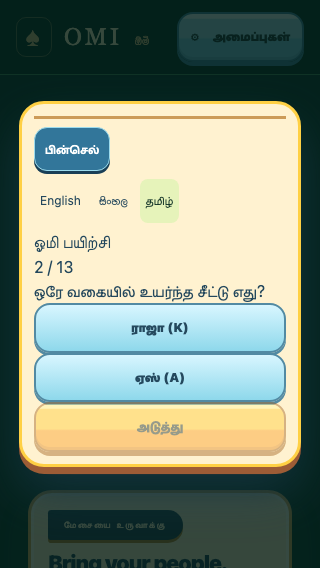 ♠ OMI ඕමි
⚙ அமைப்புகள்
பின்செல்
English සිංහල தமிழ்
ஓமி பயிற்சி
2 / 13
ஒரே வகையில் உயர்ந்த சீட்டு எது?
ராஜா (K)
ஏஸ் (A)
அடுத்து
மேசையை உருவாக்கு
Bring your people.